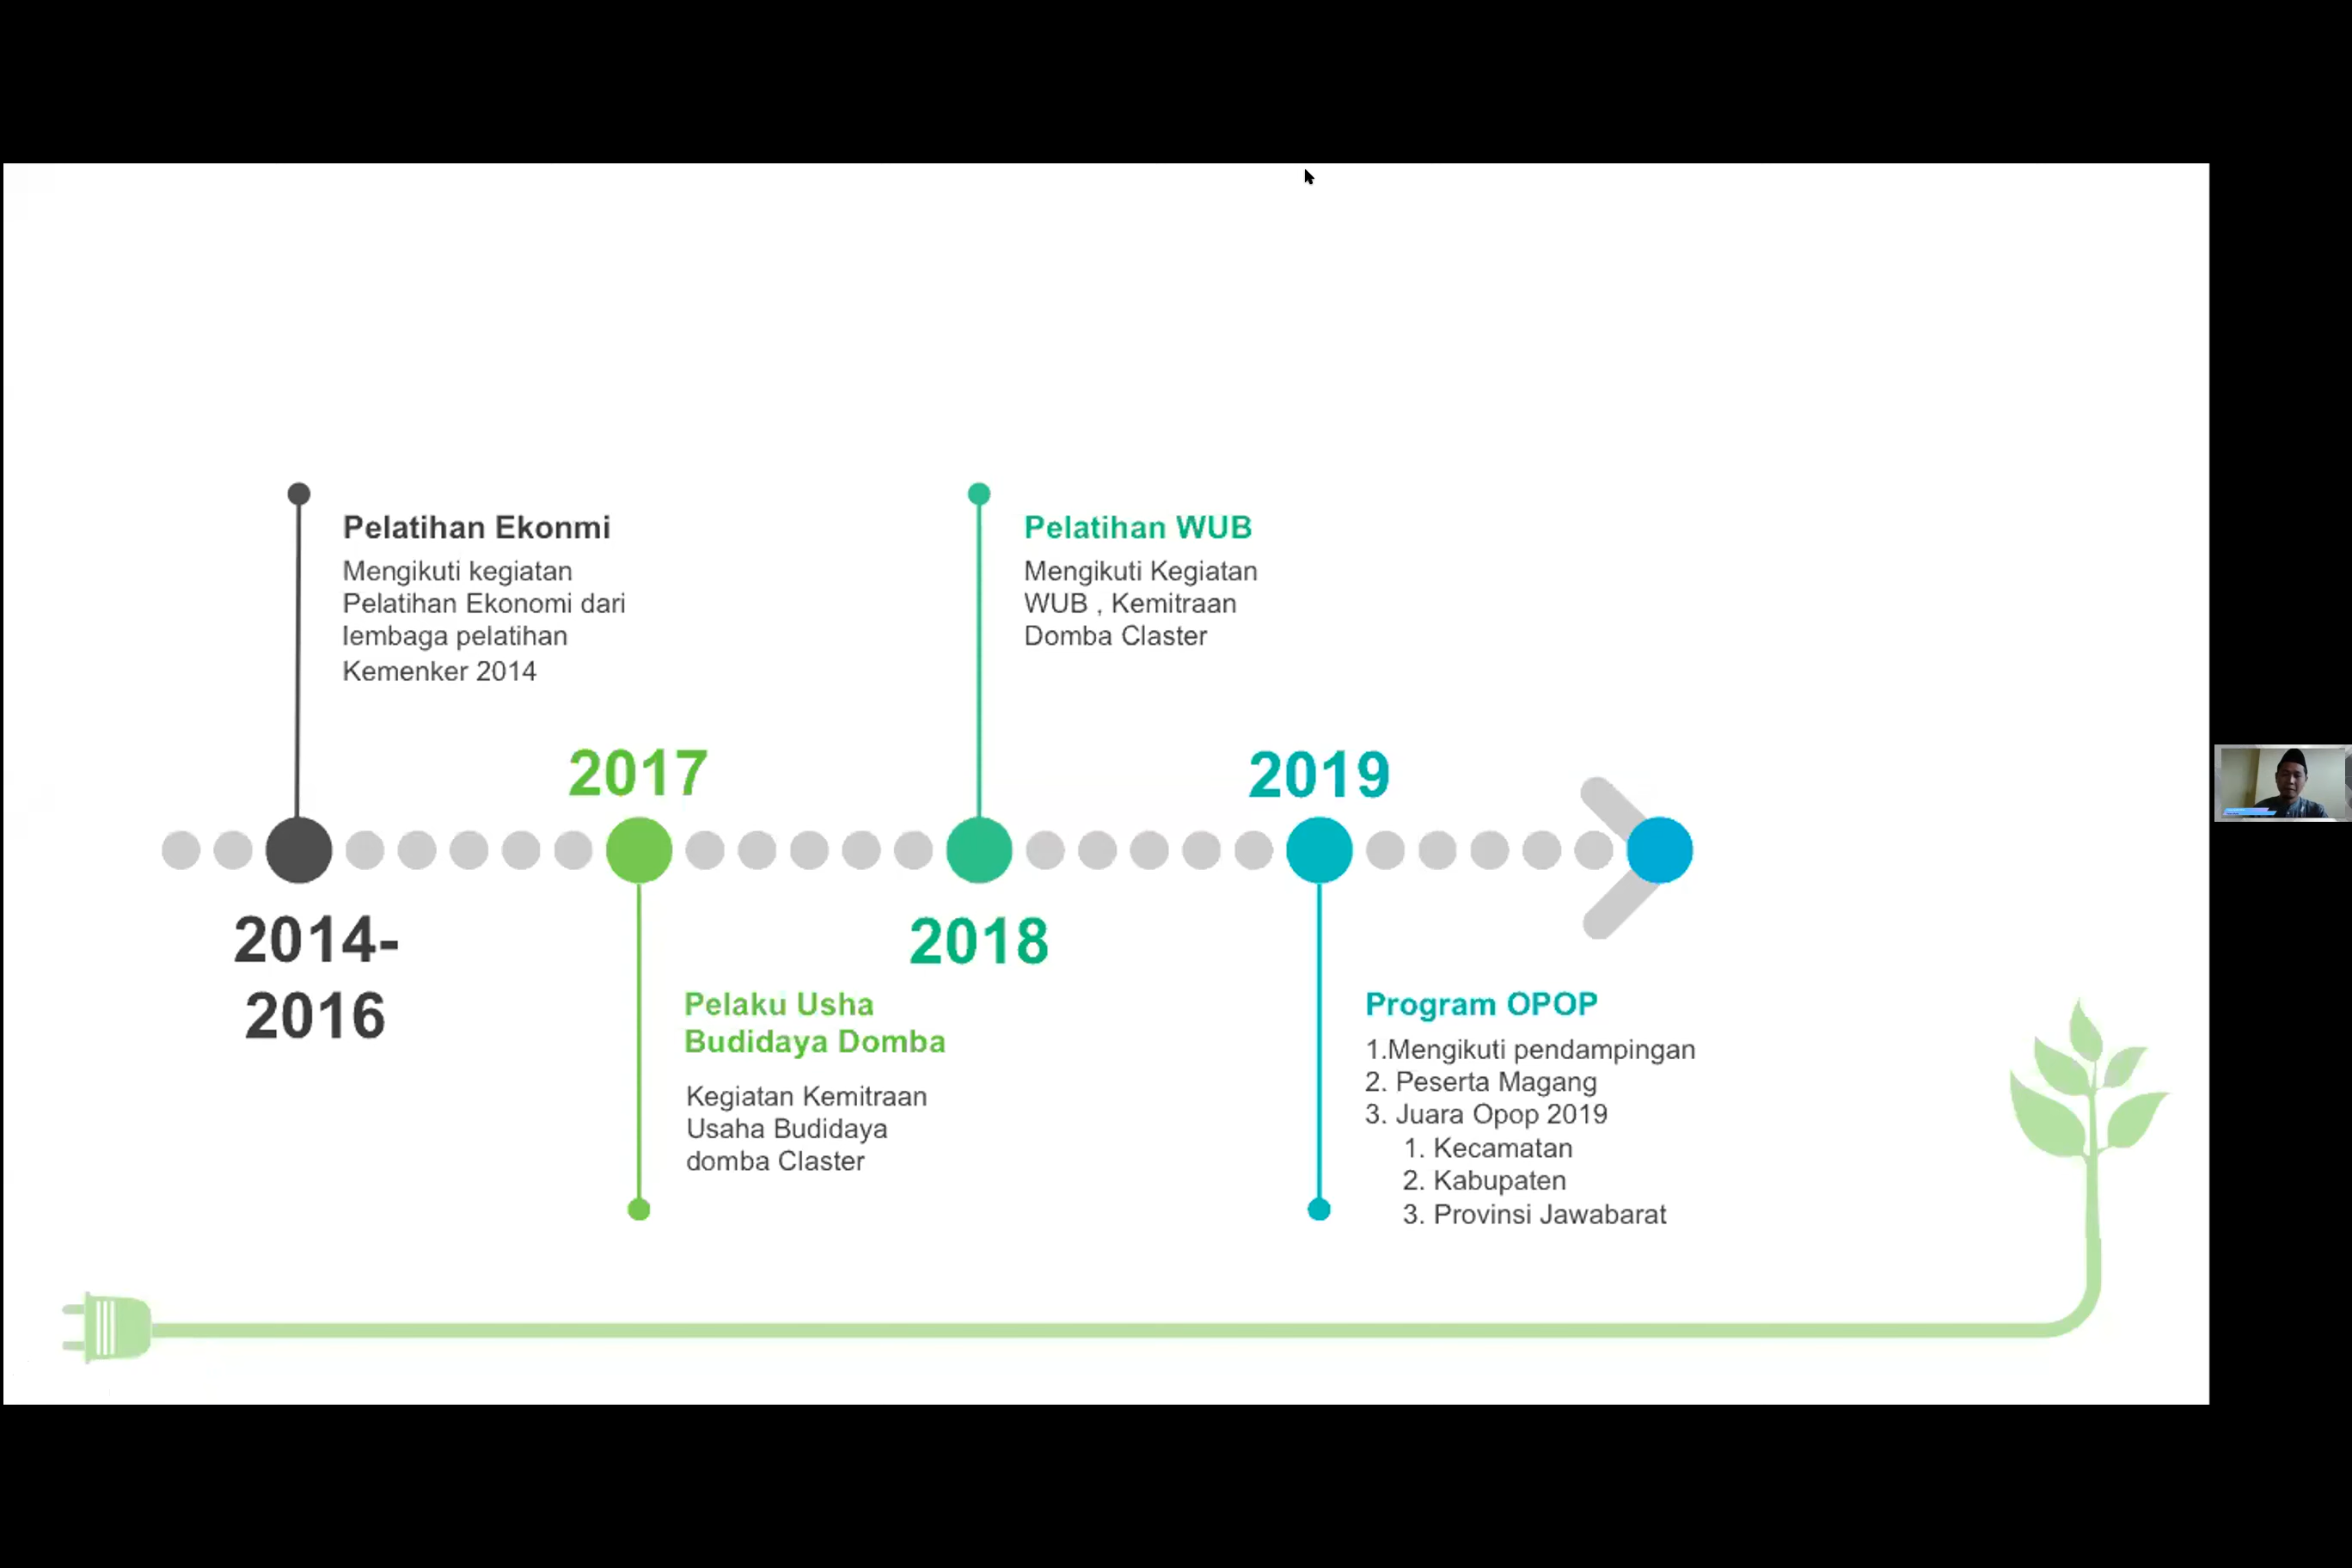 Pelatihan Ekonmi
Mengikuti kegiatan
Pelatihan Ekonomi dari
lembaga pelatihan
Kemenker 2014
2014-
2016
2017
Pelaku Usha
Budidaya Domba
Kegiatan Kemitraan
Usaha Budidaya
domba Claster
Pelatihan WUB
Mengikuti Kegiatan
WUB , Kemitraan
Domba Claster
2018
2019
Program OPOP
1.Mengikuti pendampingan
2. Peserta Magang
3. Juara Opop 2019
1. Kecamatan
2. Kabupaten
3. Provinsi Jawabarat